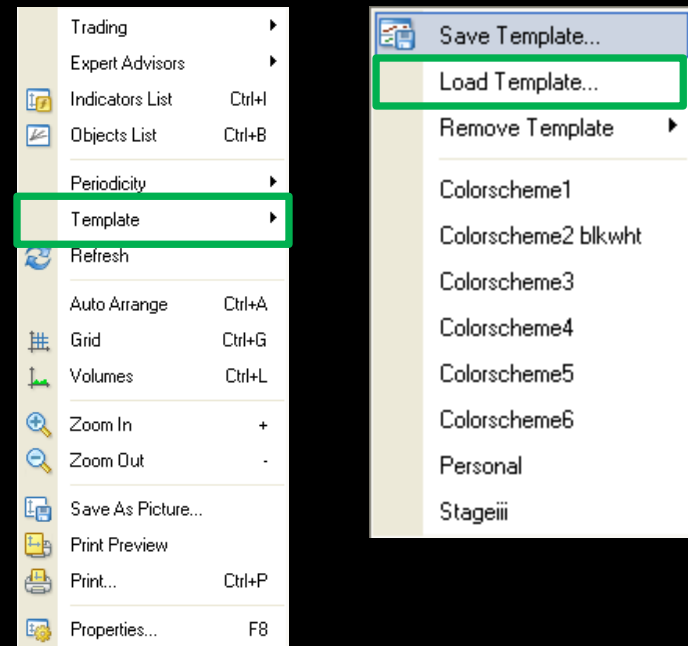 Trading
Expert Advisors
Indicators List Ctrl+I
Objects List Ctrl+B
Periodicity
Template
Refresh
Auto Arrange Ctrl+A
Grid Ctrl+G
Volumes Ctrl+L
Zoom In +
Zoom Out -
Save As Picture...
Print Preview
Print... Ctrl+P
Properties... F8
Save Template...
Load Template...
Remove Template
Colorscheme1
Colorscheme2 blkwht
Colorscheme3
Colorscheme4
Colorscheme5
Colorscheme6
Personal
Stageiii